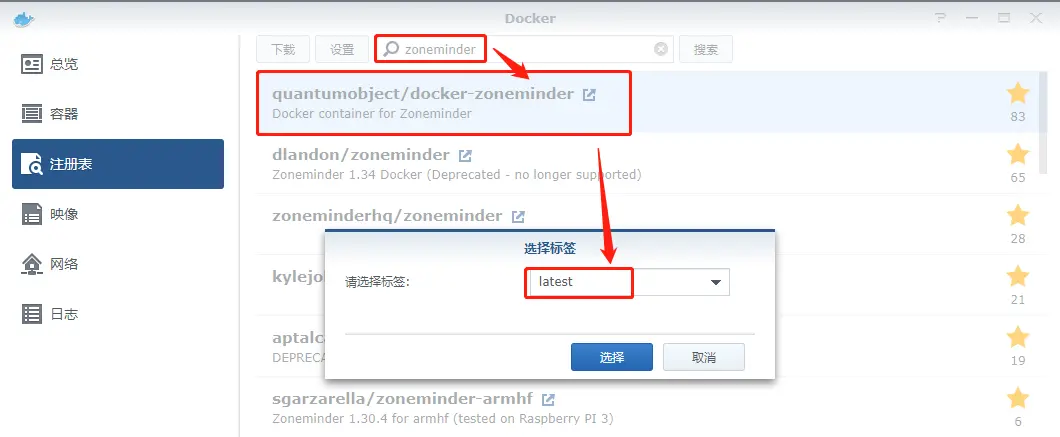 Docker
总览
容器
注册表
映像
网络
日志
下载
设置
zoneminder
搜索
quantumobject/docker-zoneminder
Docker container for Zoneminder
83
dlandon/zoneminder
Zoneminder 1.34 Docker (Deprecated - no longer supported)
65
zoneminderhq/zoneminder
28
kylejo
21
aptalca
DEPRECA
19
sgarzarella/zoneminder-armhf
Zoneminder 1.30.4 for armhf (tested on Raspberry PI 3)
6
选择标签
请选择标签:
latest
选择
取消